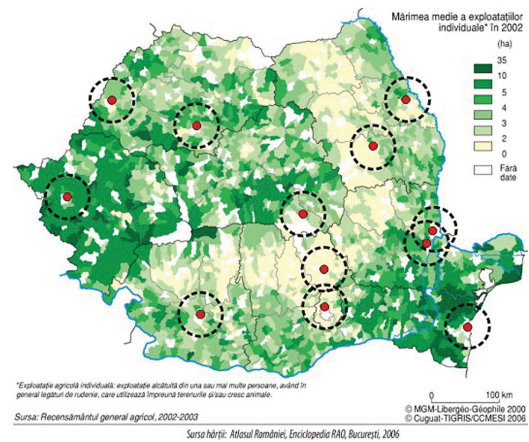 Mărimea medie a exploatațiilor
individuale* în 2002
(ha)
35
10
5
4
3
2
0
Fără
date
*Exploatație agricolă individuală: exploatație alcătuită din una sau mai multe persoane, având în
general legături de rudenie, care utilizează împreună terenurile și/sau cresc animale.
0 100 km
© MGM-Libergéo-Géophile 2000
© Cuguat-TIGRIS/CCMESI 2006
Sursa: Recensământul general agricol, 2002-2003
Sursa hărții: Atlasul României, Enciclopedia RAO, București, 2006